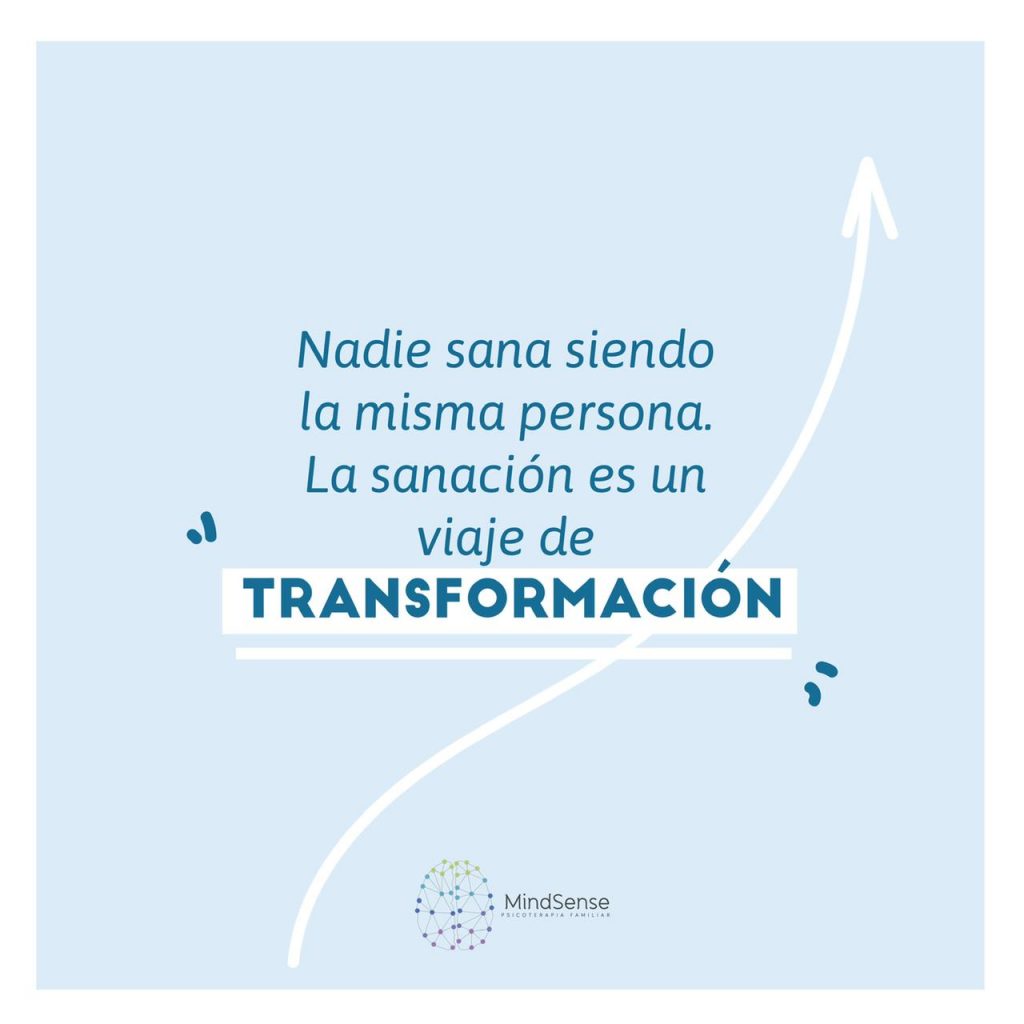 Nadie sana siendo
la misma persona.
La sanación es un
viaje de
TRANSFORMACIÓN
MindSense
PSICOTERAPIA FAMILIAR